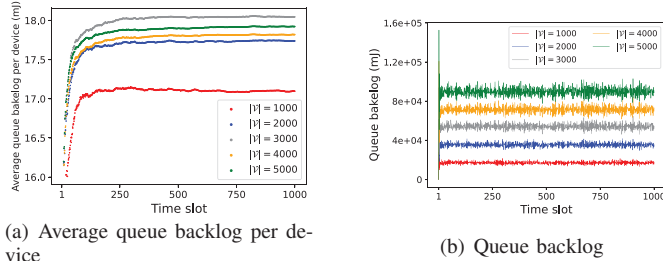 Average queue bakelog per device (mJ)
18.0
17.5
17.0
16.5
16.0
|𝒱| = 1000
|𝒱| = 2000
|𝒱| = 3000
|𝒱| = 4000
|𝒱| = 5000
1 250 500 750 1000
Time slot
(a) Average queue backlog per de-
vice
Queue bakelog (mJ)
1.6e+05
1.2e+05
8e+04
4e+04
0
|𝒱| = 1000
|𝒱| = 2000
|𝒱| = 3000
|𝒱| = 4000
|𝒱| = 5000
1 250 500 750 1000
Time slot
(b) Queue backlog